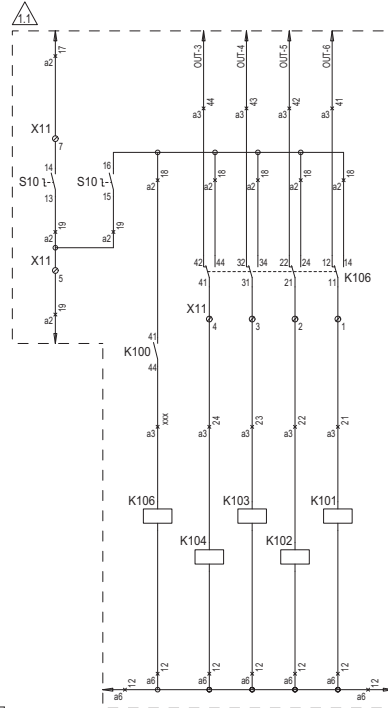 1.1
17
a2
OUT-3
OUT-4
OUT-5
OUT-6
44
a3
43
a3
42
a3
41
a3
X11
7
14
S10
13
16
S10
15
18
a2
18
a2
18
a2
18
a2
18
a2
19
a2
19
a2
X11
5
19
a2
42
44
41
32
34
31
22
24
21
12
14
11
K106
X11
4
3
2
1
41
K100
44
xxx
a3
24
a3
23
a3
22
a3
21
a3
K106
K104
K103
K102
K101
12
a6
12
a6
12
a6
12
a6
12
a6
12
a6
12
a6